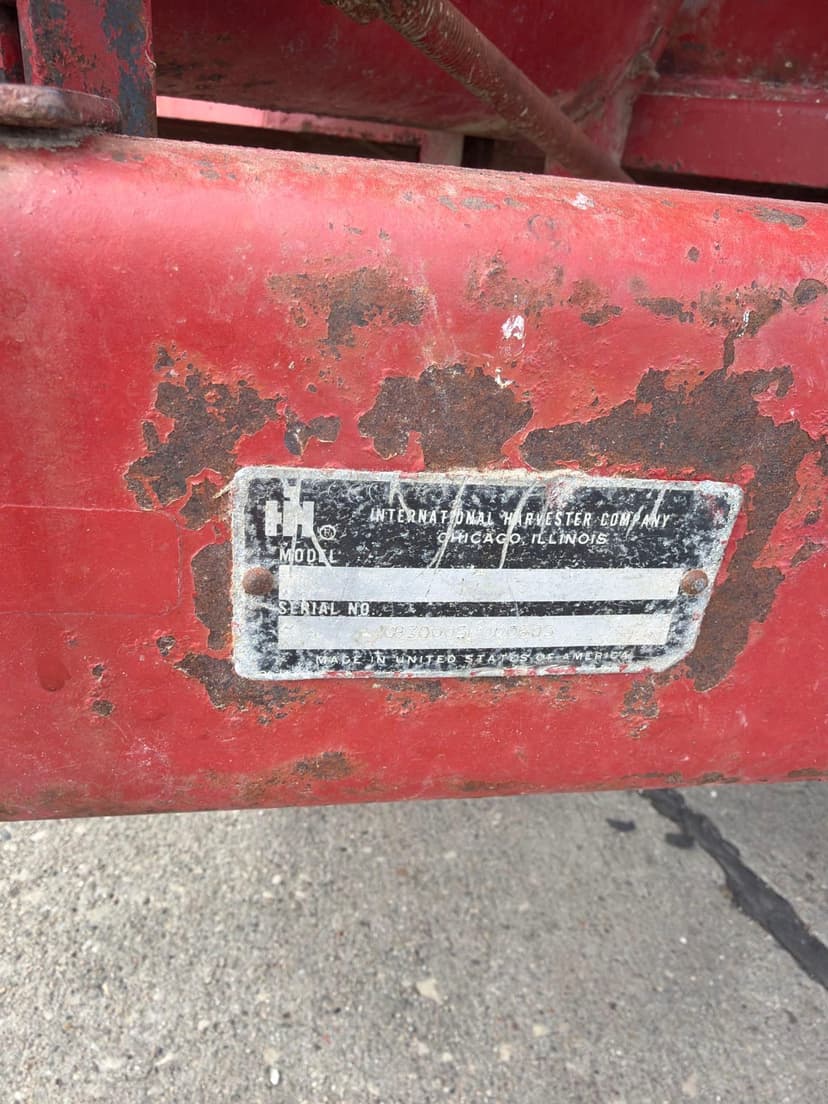 IH ®
INTERNATIONAL HARVESTER COMPANY
CHICAGO, ILLINOIS
MODEL
SERIAL NO.
MADE IN UNITED STATES OF AMERICA